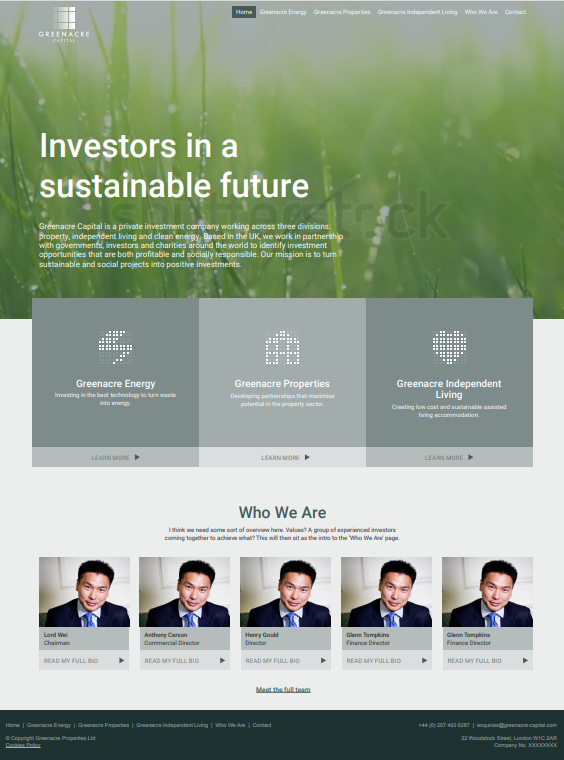 GREENACRE
CAPITAL
Home Greenacre Energy Greenacre Properties Greenacre Independent Living Who We Are Contact
Investors in a
sustainable future
Greenacre Capital is a private investment company working across three divisions:
property, independent living and clean energy. Based in the UK, we work in partnership
with governments, investors and charities around the world to identify investment
opportunities that are both profitable and socially responsible. Our mission is to turn
sustainable and social projects into positive investments.
Greenacre Energy
Investing in the best technology to turn waste
into energy.
LEARN MORE
Greenacre Properties
Developing partnerships that maximise
potential in the property sector.
LEARN MORE
Greenacre Independent
Living
Creating low cost and sustainable assisted
living accommodation.
LEARN MORE
Who We Are
I think we need some sort of overview here. Values? A group of experienced investors
coming together to achieve what? This will then sit as the intro to the 'Who We Are' page.
Lord Wei
Chairman
READ MY FULL BIO
Anthony Carson
Commercial Director
READ MY FULL BIO
Henry Gould
Director
READ MY FULL BIO
Glenn Tompkins
Finance Director
READ MY FULL BIO
Glenn Tompkins
Finance Director
READ MY FULL BIO
Meet the full team
Home | Greenacre Energy | Greenacre Properties | Greenacre Independent Living | Who We Are | Contact
© Copyright Greenacre Properties Ltd
Cookies Policy
+44 (0) 207 493 6287 | enquiries@greenacre-capital.com
22 Woodstock Street, London W1C 2AR
Company No. XXXXXXXX